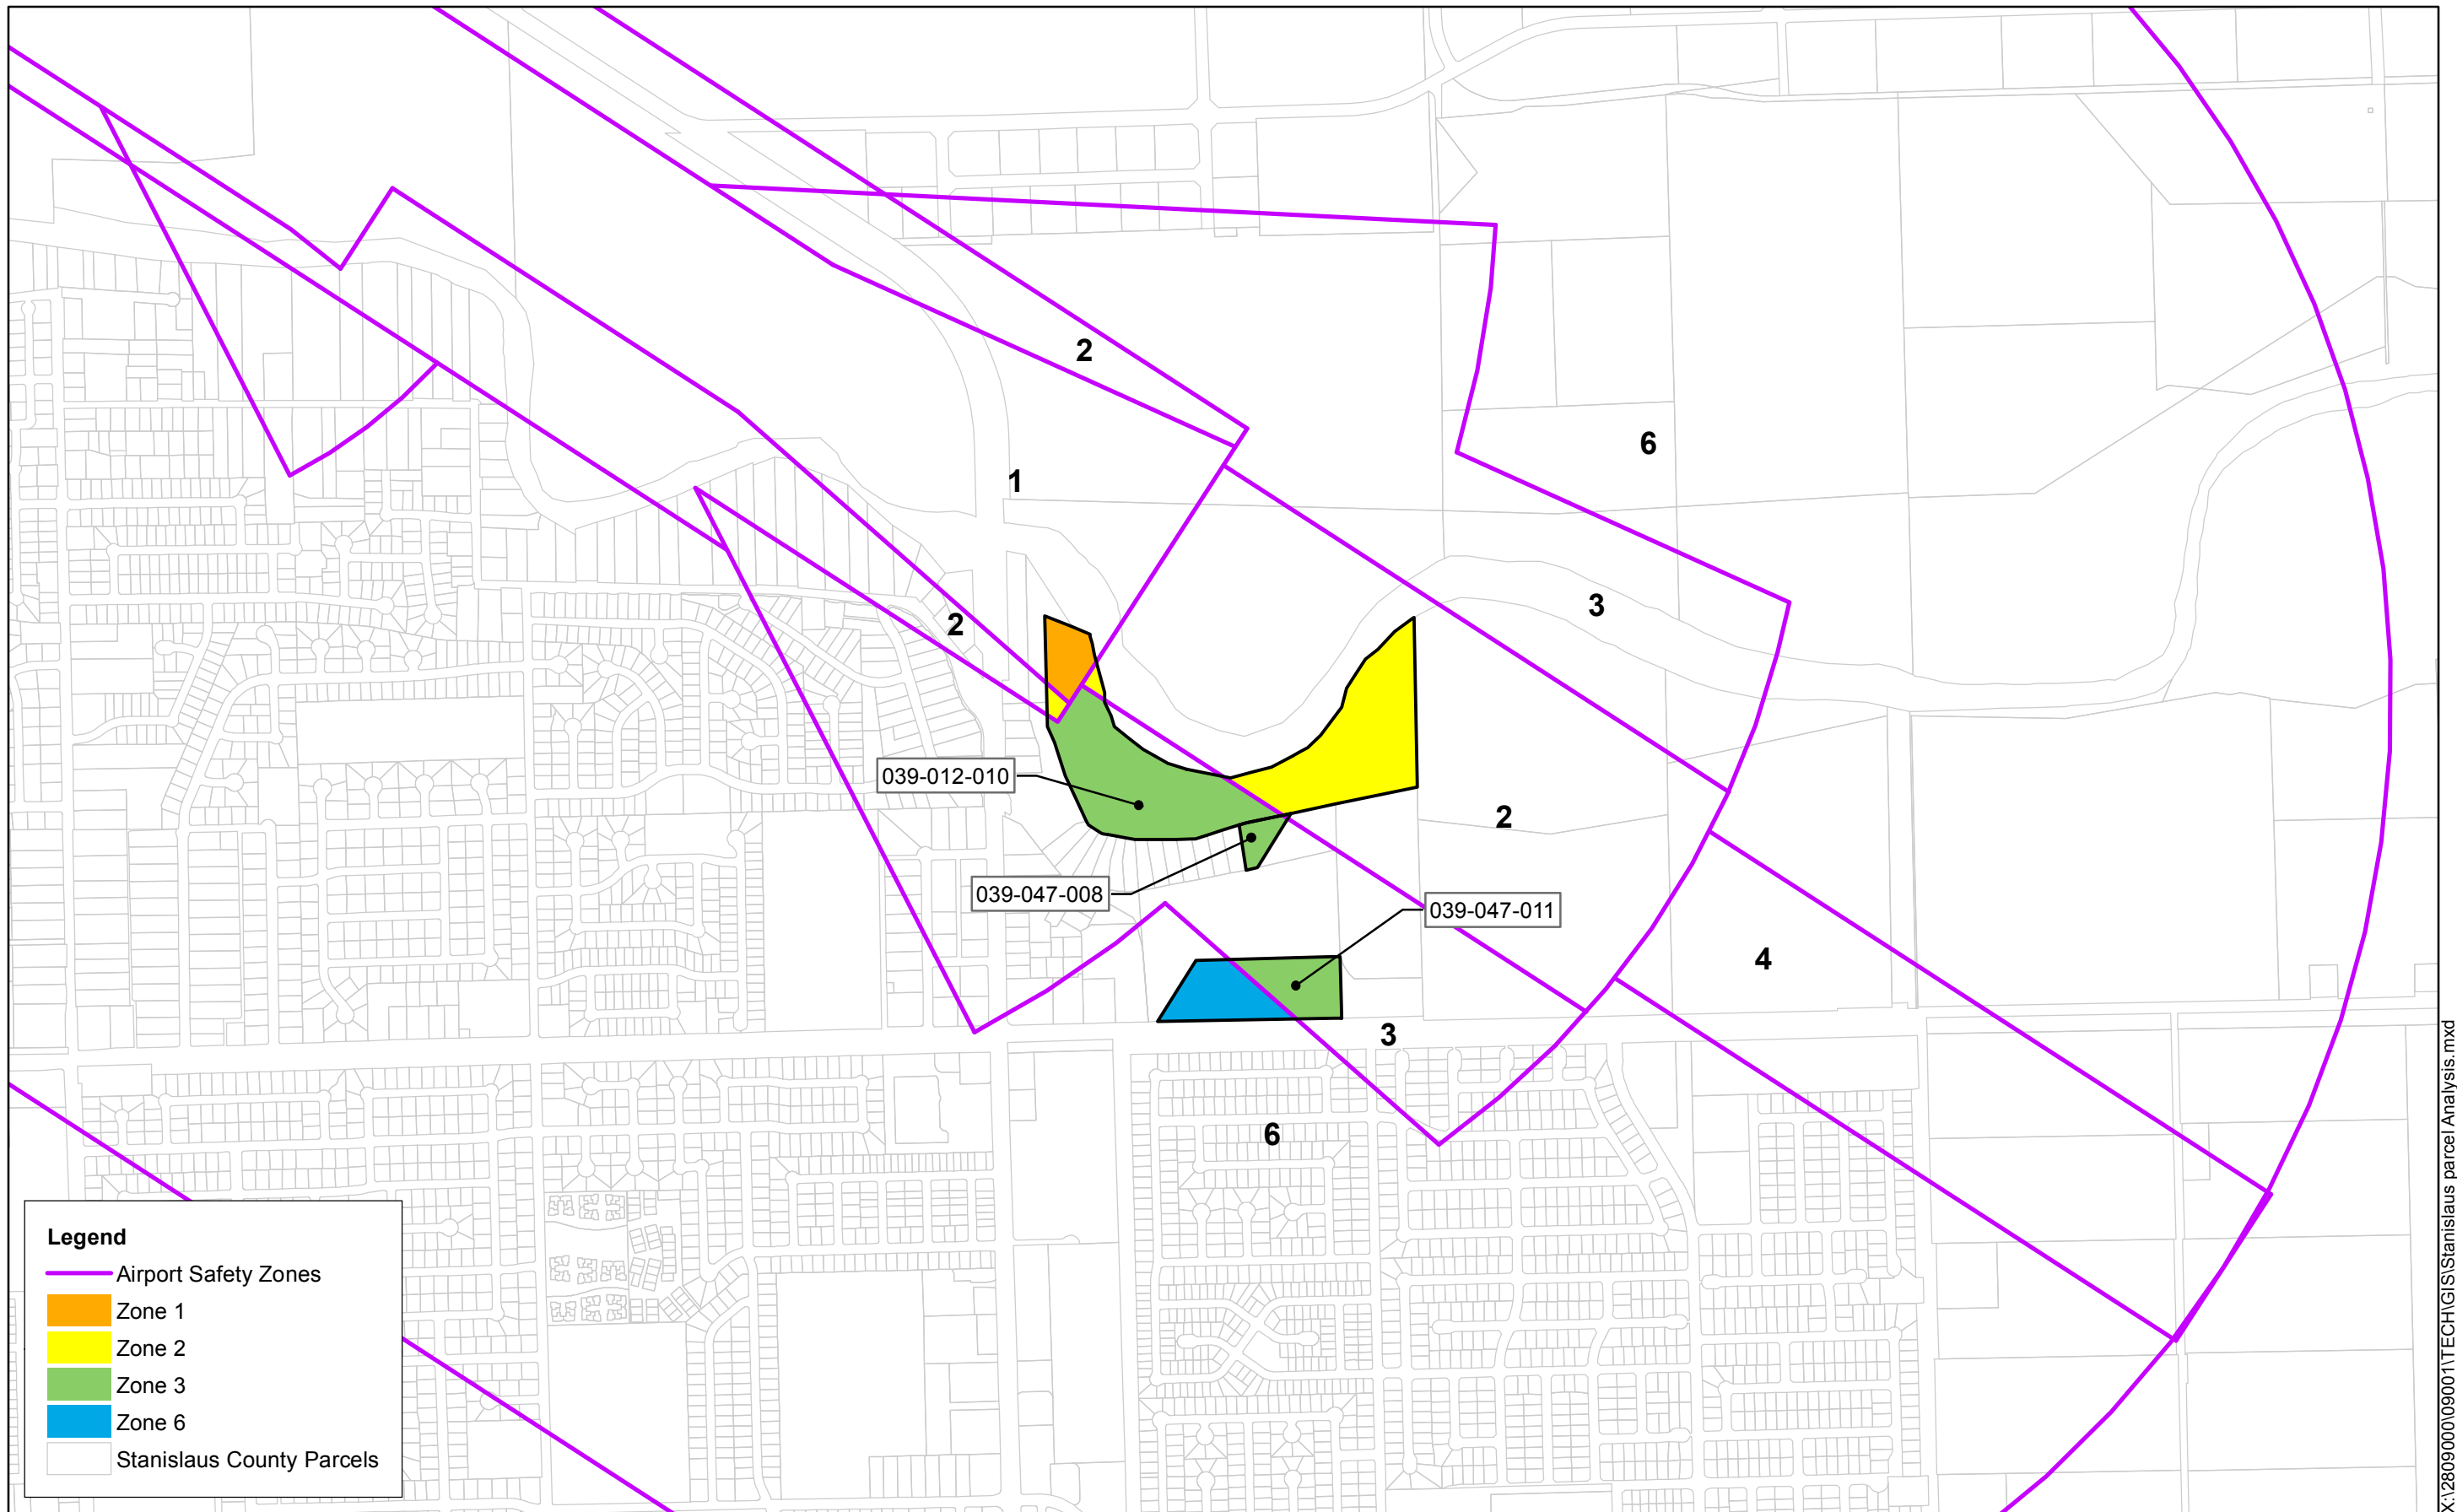 2
6
1
3
2
039-012-010
2
039-047-008
039-047-011
4
3
6
Legend
Airport Safety Zones
Zone 1
Zone 2
Zone 3
Zone 6
Stanislaus County Parcels
X:\2809000\09001\TECH\GIS\Stanislaus parcel Analysis.mxd